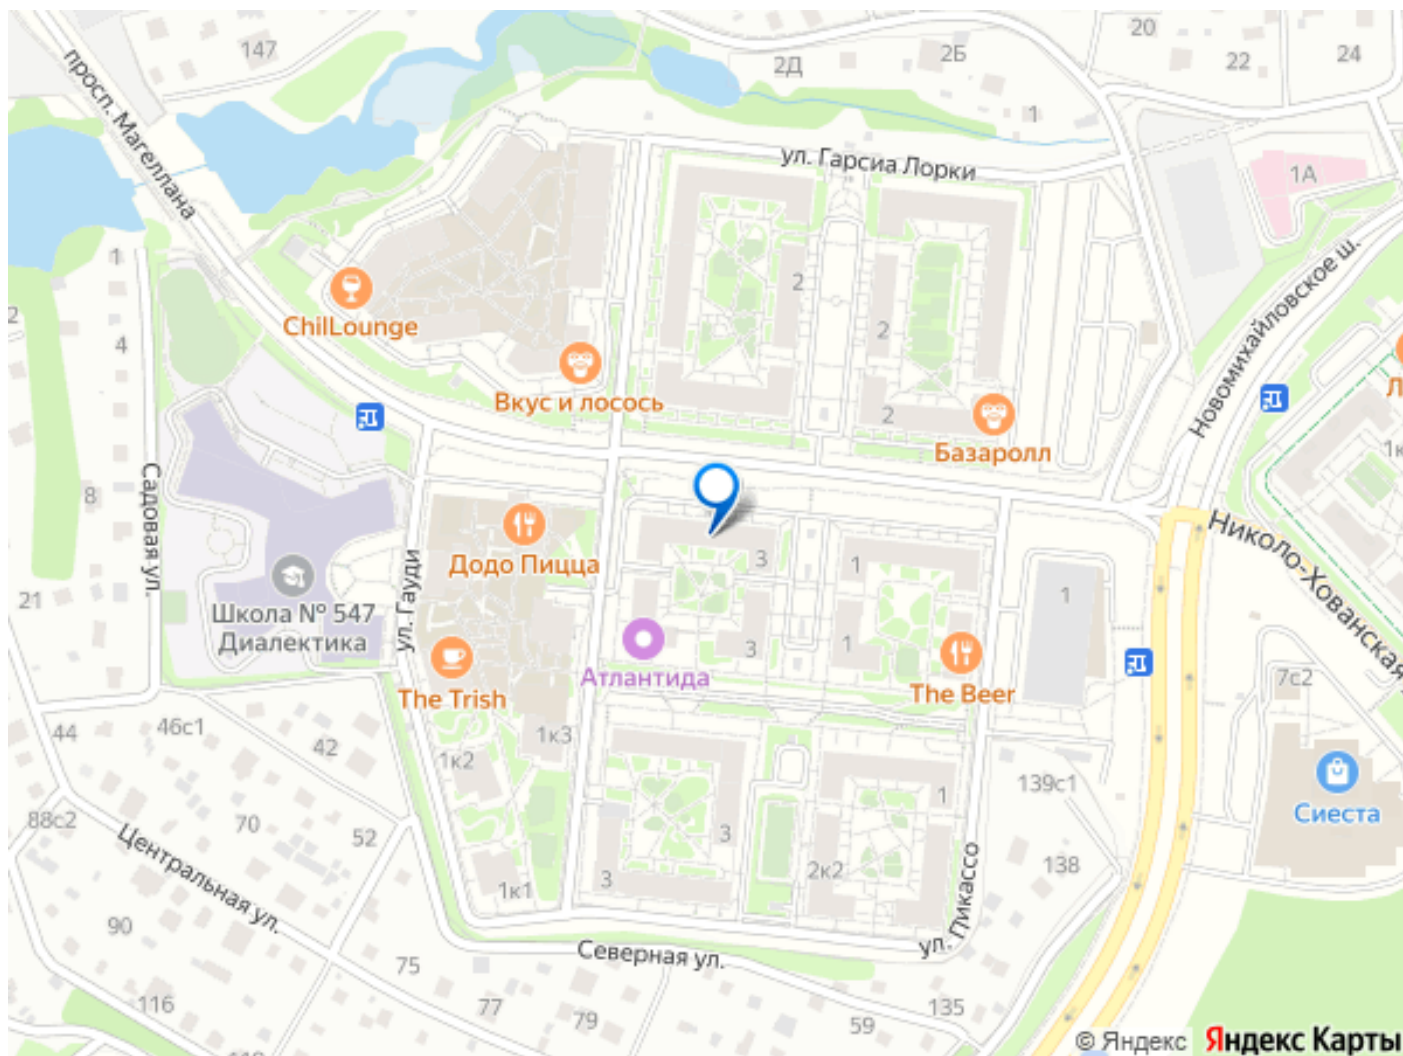 147
2Д
2Б
20
22
24
1
1А
просп. Магеллана
ул. Гарсиа Лорки
Новомихайловское ш.
1
2
4
ChilLounge
Вкус и лосось
2
2
2
Базаролл
Садовая ул.
8
21
Школа № 547
Диалектика
ул. Гауди
Додо Пицца
The Trish
Атлантида
3
3
1
1
The Beer
1
Николо-Хованская
7с2
Сиеста
44
46с1
42
1к2
1к3
1к1
88с2
70
52
Центральная ул.
90
116
3
3
1
2к2
ул. Пикассо
139с1
138
Северная ул.
75
77
79
135
59
1
© Яндекс Яндекс Карты